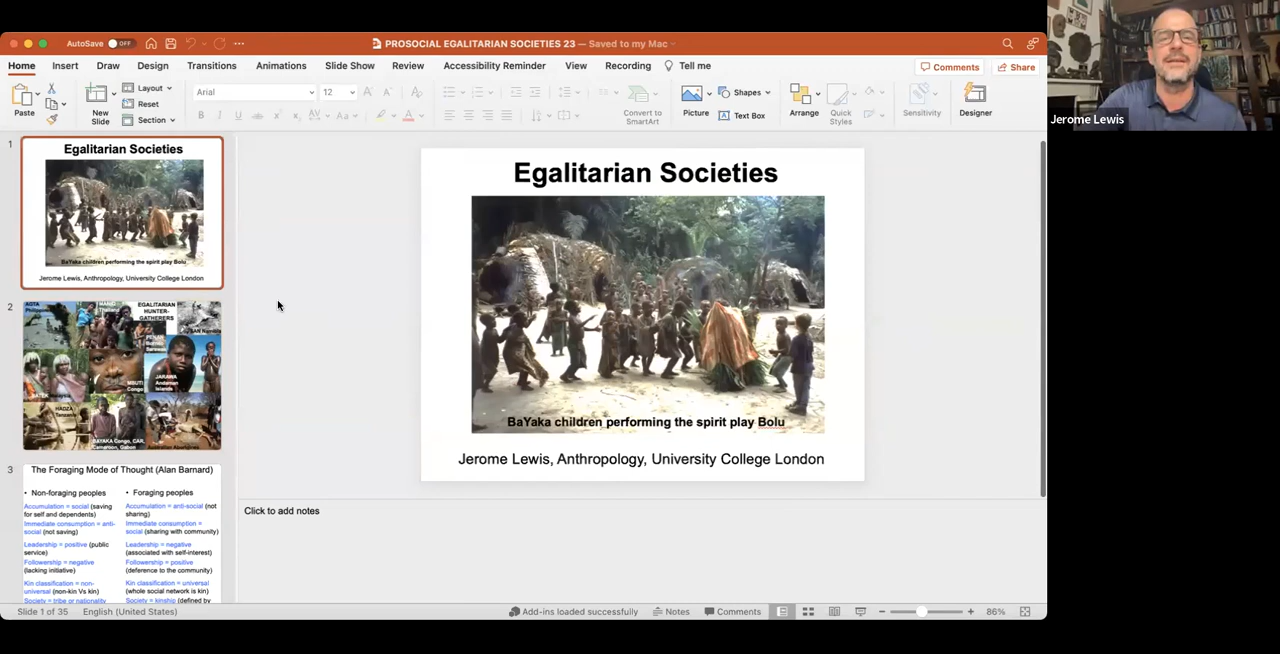 AutoSave OFF
PROSOCIAL EGALITARIAN SOCIETIES 23 — Saved to my Mac
Home Insert Draw Design Transitions Animations Slide Show Review Accessibility Reminder View Recording Tell me
Comments Share
Paste
New Slide
Layout
Reset
Section
Arial 12
Convert to SmartArt
Picture
Shapes
Text Box
Arrange
Quick Styles
Sensitivity
Designer
Jerome Lewis
1
Egalitarian Societies
BaYaka children performing the spirit play Bolu
Jerome Lewis, Anthropology, University College London
2
EGALITARIAN
HUNTER-
GATHERERS
MBUTI
Congo
JARAWA
Andaman
Islands
HADZA
Tanzania
BAYAKA Congo, CAR,
Cameroon, Gabon
3
The Foraging Mode of Thought (Alan Barnard)
• Non-foraging peoples
Accumulation = social (saving
for self and dependents)
Immediate consumption = anti-
social (not saving)
Leadership = positive (public
service)
Followership = negative
(lacking initiative)
Kin classification = non-
universal (non-kin Vs kin)
Society = tribe or nationality
• Foraging peoples
Accumulation = anti-social (not
sharing)
Immediate consumption =
social (sharing with community)
Leadership = negative
(associated with self-interest)
Followership = positive
(deference to the community)
Kin classification = universal
(whole social network is kin)
Society = kinship (defined by
Egalitarian Societies
BaYaka children performing the spirit play Bolu
Jerome Lewis, Anthropology, University College London
Click to add notes
Slide 1 of 35 English (United States)
Add-ins loaded successfully Notes Comments 86%